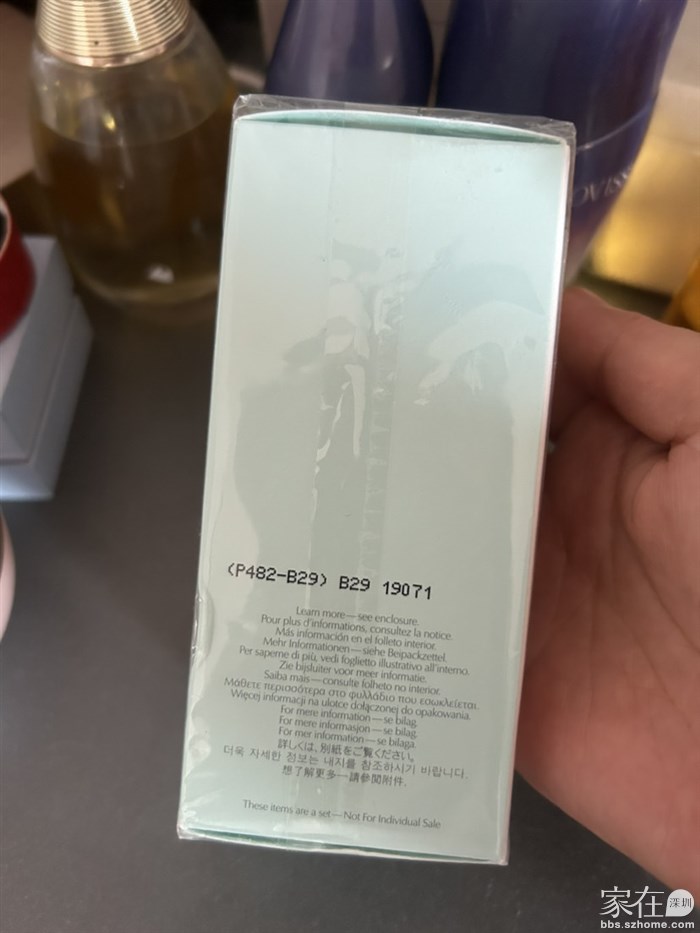 (P482-B29) B29 19071
Learn more—see enclosure.
Pour plus d'informations, consultez la notice.
Más información en el folleto interior.
Mehr Informationen—siehe Beipackzettel.
Per saperne di più, vedi foglietto illustrativo all'interno.
Zie bijsluiter voor meer informatie.
Saiba mais—consulte folheto no interior.
Μάθετε περισσότερα στο φυλλάδιο που εσωκλείεται.
Więcej informacji na ulotce dołączonej do opakowania.
For mere information—se bilag.
For mere informasjon—se bilag.
För mer information—se bilaga.
詳しくは、別紙をご覧ください。
더욱 자세한 정보는 내지를 참조하시기 바랍니다.
想了解更多—請參閱附件.
These items are a set—Not For Individual Sale
家在深圳
bbs.szhome.com